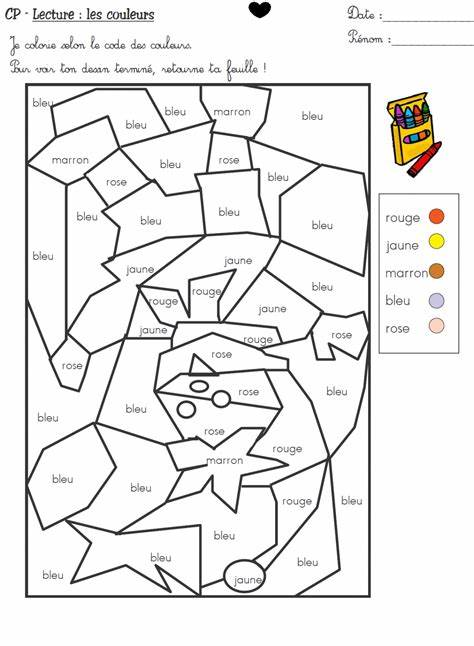 CP - Lecture : les couleurs
Date :
Je colorie selon le code des couleurs.
Prénom :
Pour voir ton dessin terminé, retourne ta feuille !
bleu
bleu
marron
bleu
bleu
marron
bleu
rose
rose
bleu
bleu
bleu
bleu
bleu
jaune
jaune
rouge
rouge
bleu
jaune
jaune
rouge
rose
rose
rose
rose
bleu
rose
bleu
bleu
rose
marron
rouge
bleu
bleu
rouge
bleu
bleu
bleu
bleu
bleu
jaune
rouge
jaune
marron
bleu
rose